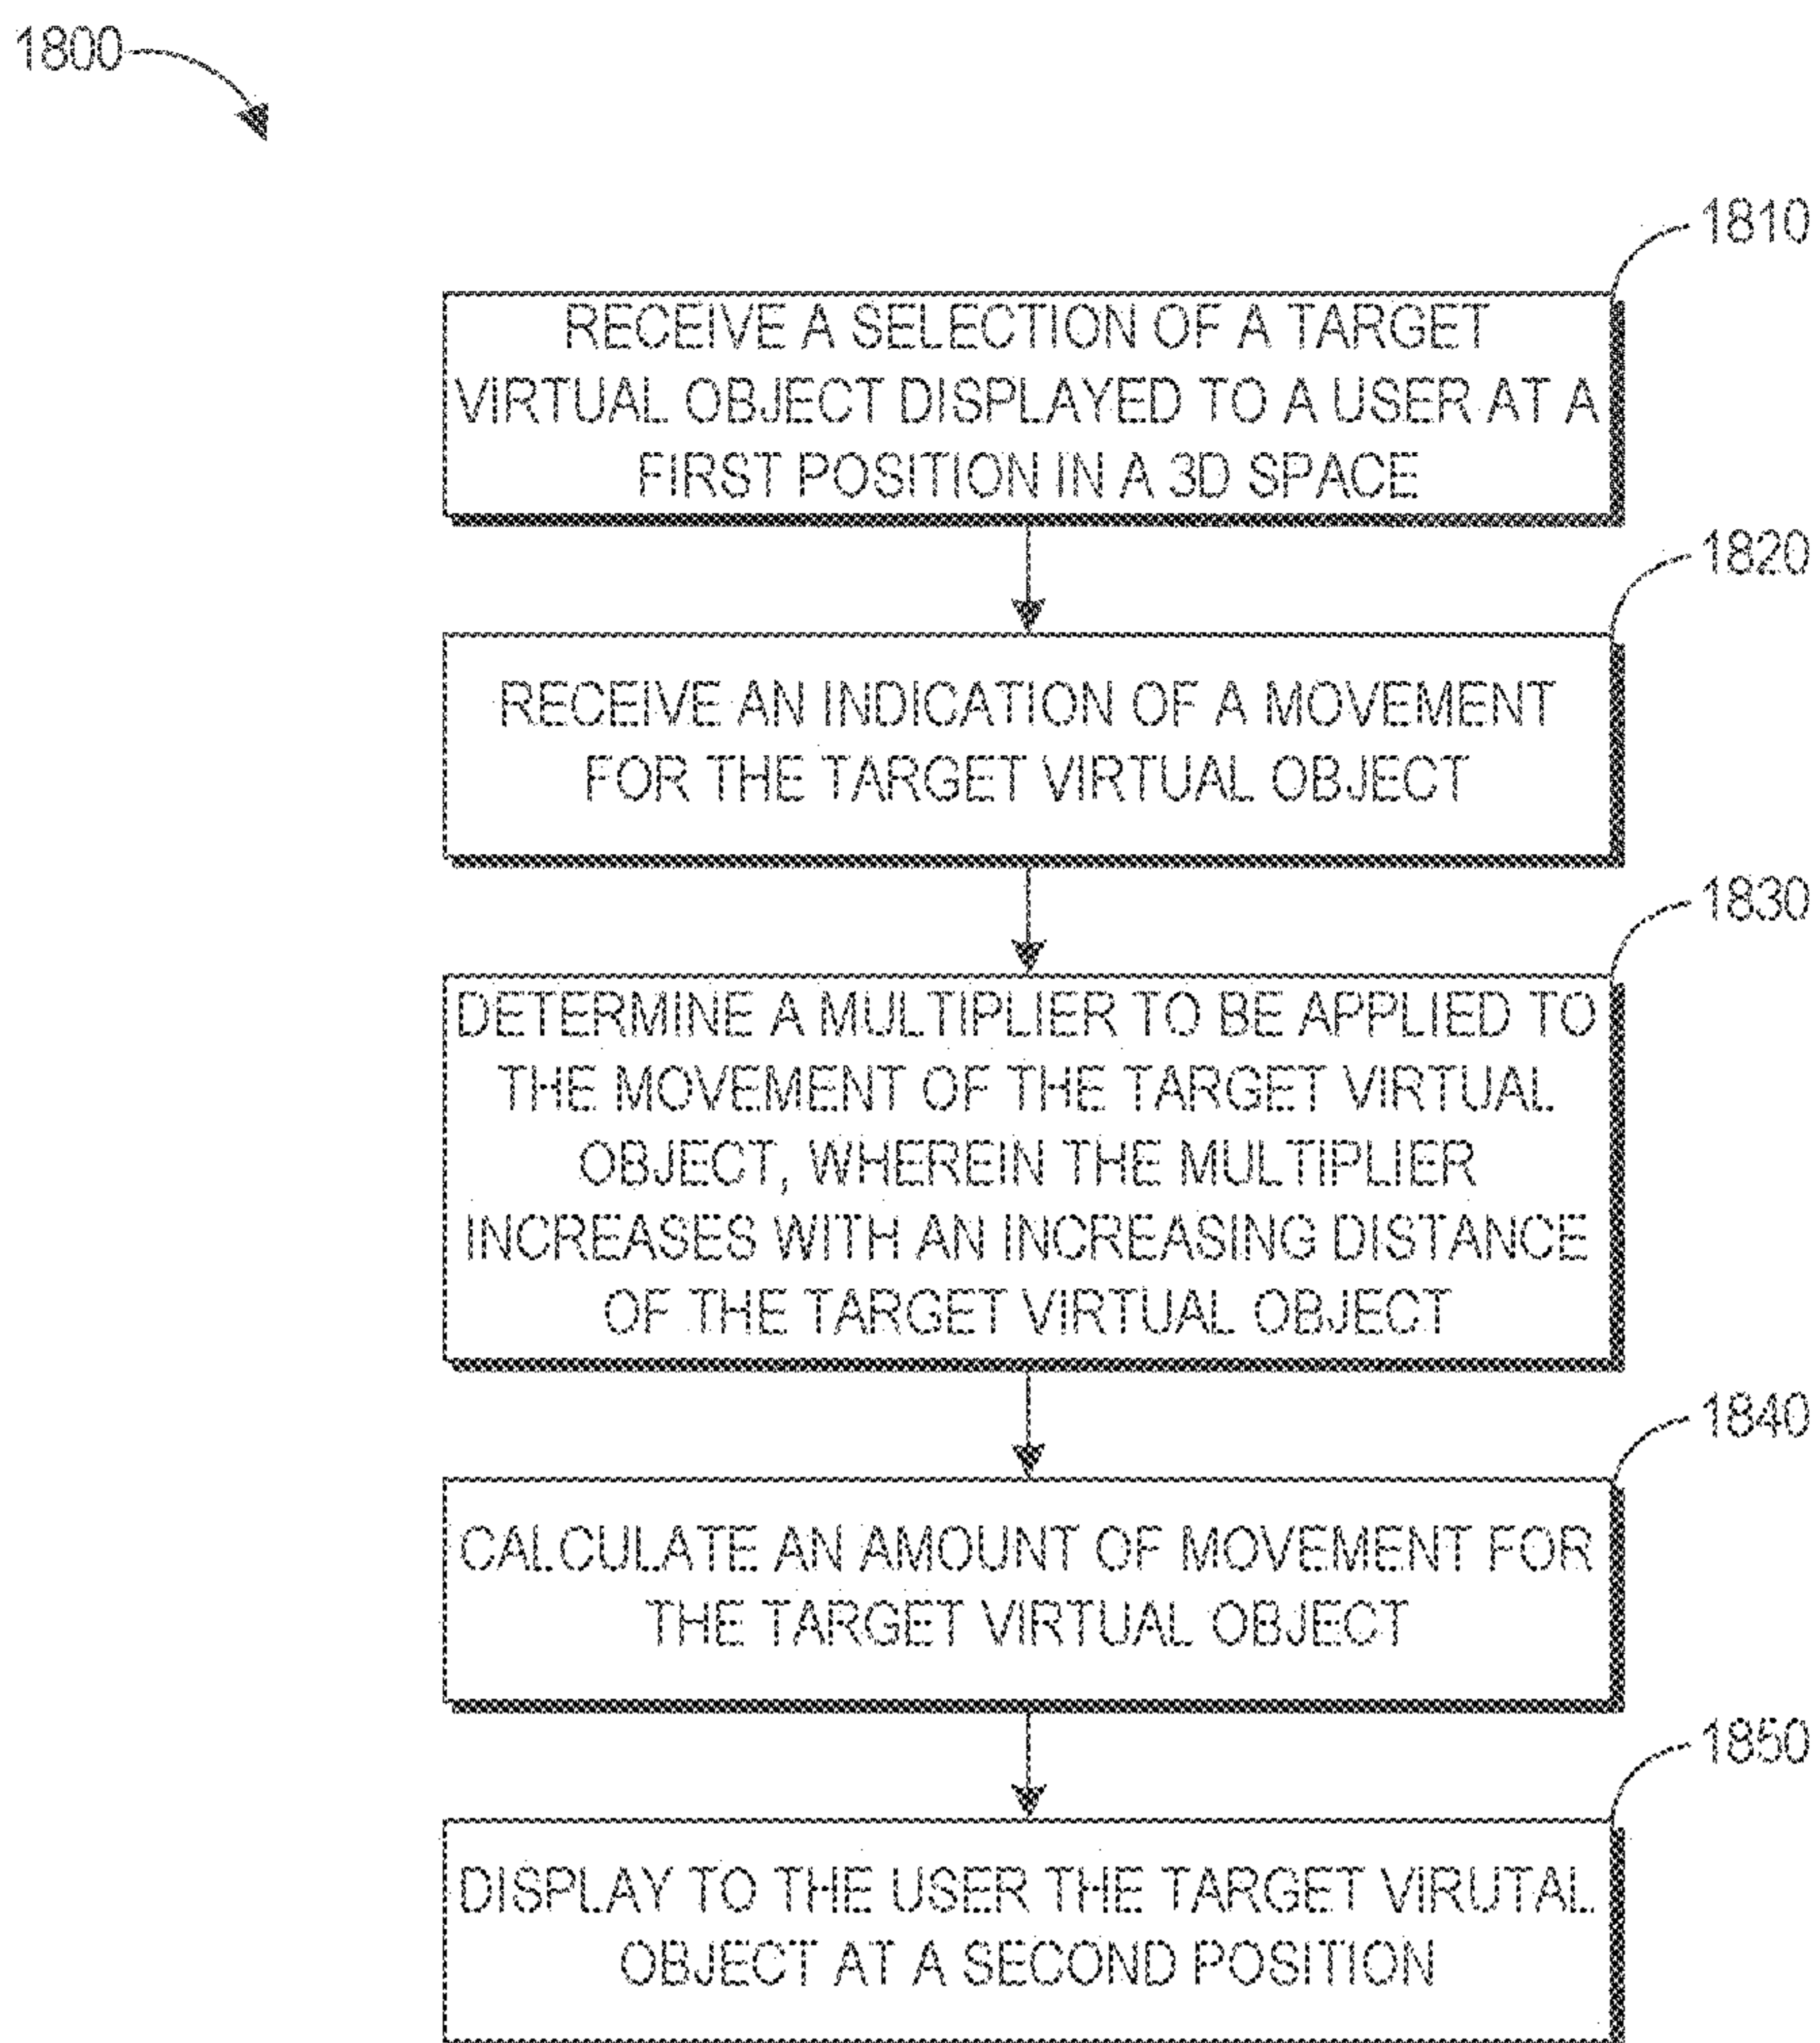 1800
1810
RECEIVE A SELECTION OF A TARGET
VIRTUAL OBJECT DISPLAYED TO A USER AT A
FIRST POSITION IN A 3D SPACE
1820
RECEIVE AN INDICATION OF A MOVEMENT
FOR THE TARGET VIRTUAL OBJECT
1830
DETERMINE A MULTIPLIER TO BE APPLIED TO
THE MOVEMENT OF THE TARGET VIRTUAL
OBJECT, WHEREIN THE MULTIPLIER
INCREASES WITH AN INCREASING DISTANCE
OF THE TARGET VIRTUAL OBJECT
1840
CALCULATE AN AMOUNT OF MOVEMENT FOR
THE TARGET VIRTUAL OBJECT
1850
DISPLAY TO THE USER THE TARGET VIRUTAL
OBJECT AT A SECOND POSITION